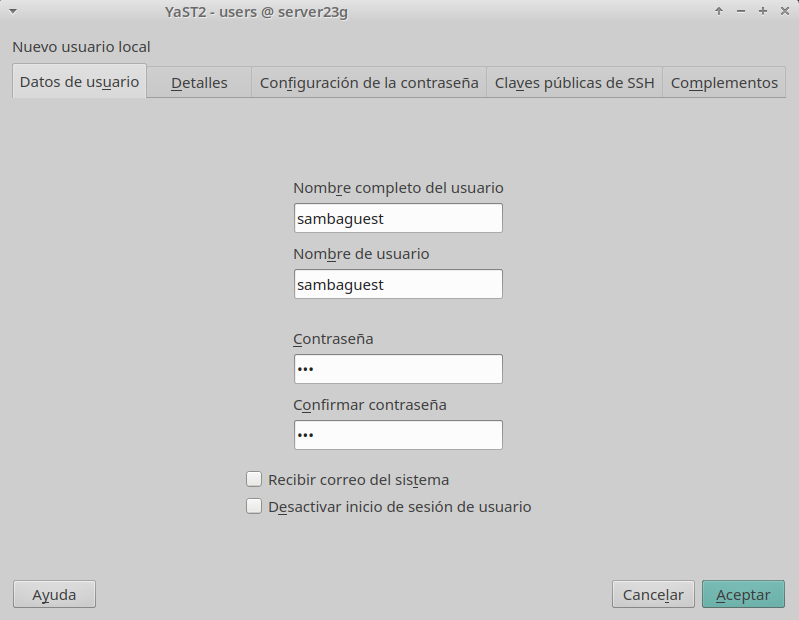 YaST2 - users @ server23g
Nuevo usuario local
Datos de usuario Detalles Configuración de la contraseña Claves públicas de SSH Complementos
Nombre completo del usuario
sambaguest
Nombre de usuario
sambaguest
Contraseña
•••
Confirmar contraseña
•••
Recibir correo del sistema
Desactivar inicio de sesión de usuario
Ayuda Cancelar Aceptar